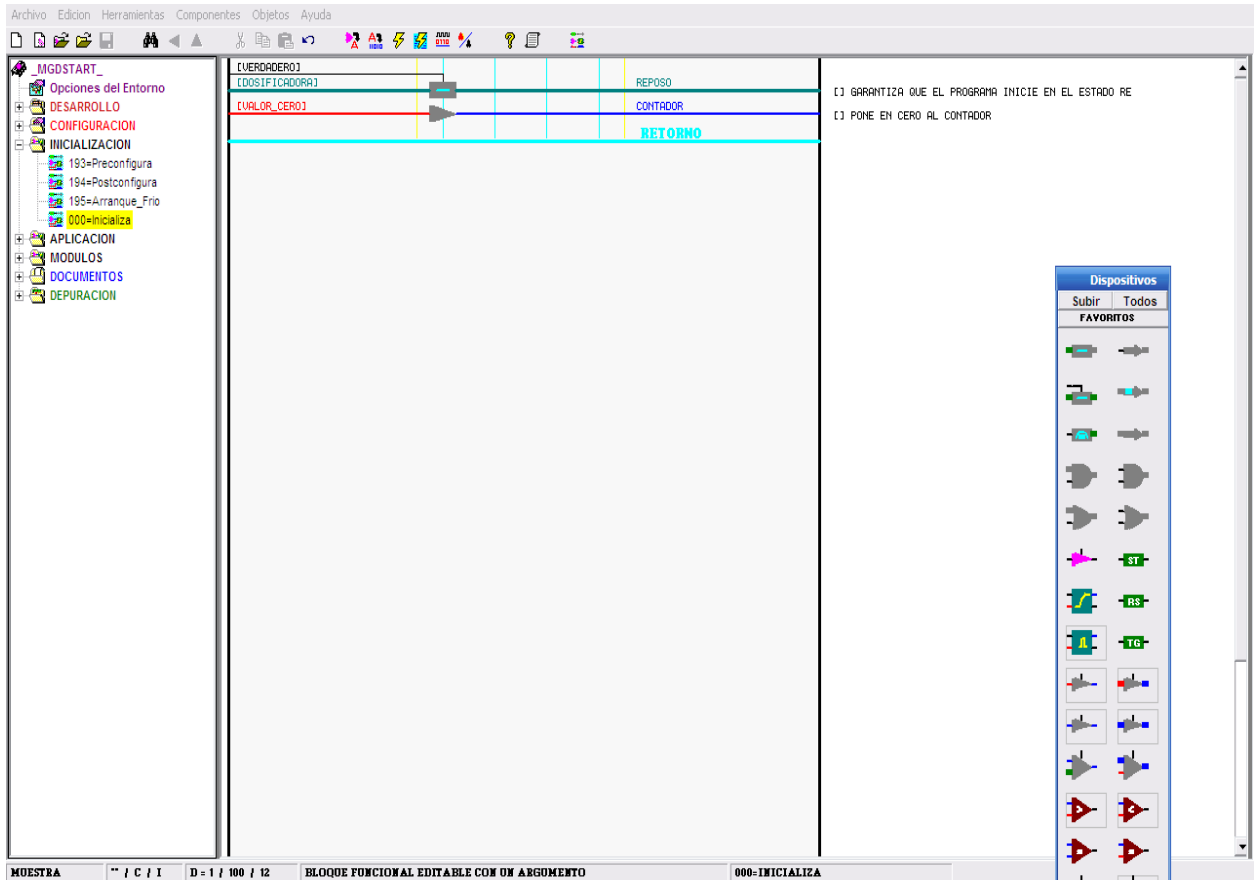 Archivo Edicion Herramientas Componentes Objetos Ayuda
_MGDSTART_
Opciones del Entorno
DESARROLLO
CONFIGURACION
INICIALIZACION
193=Preconfigura
194=Postconfigura
195=Arranque_Frio
000=Inicializa
APLICACION
MODULOS
DOCUMENTOS
DEPURACION
[VERDADERO]
[DOSIFICADORA] REPOSO
[] GARANTIZA QUE EL PROGRAMA INICIE EN EL ESTADO RE
[VALOR_CERO] CONTADOR
[] PONE EN CERO AL CONTADOR
RETORNO
Dispositivos
Subir Todos
FAVORITOS
ST
RS
TG
MUESTRA "" / C / I D = 1 / 100 / 12 BLOQUE FUNCIONAL EDITABLE CON UN ARGUMENTO 000=INICIALIZA